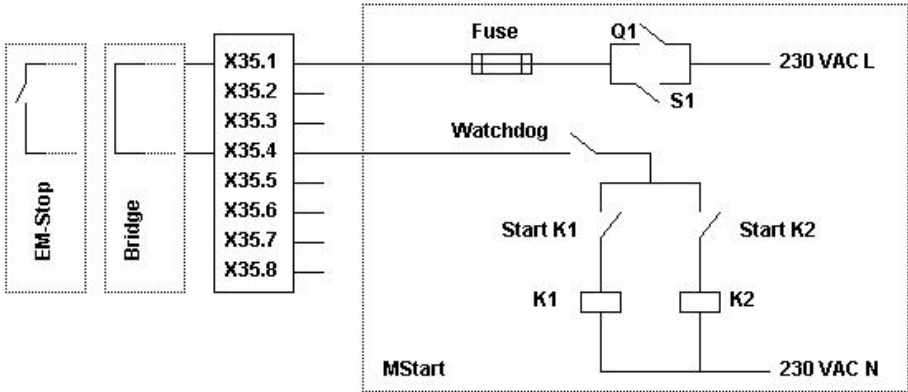 Fuse
Q1
230 VAC L
S1
X35.1
X35.2
X35.3
X35.4
X35.5
X35.6
X35.7
X35.8
EM-Stop
Bridge
Watchdog
Start K1
Start K2
K1
K2
MStart
230 VAC N